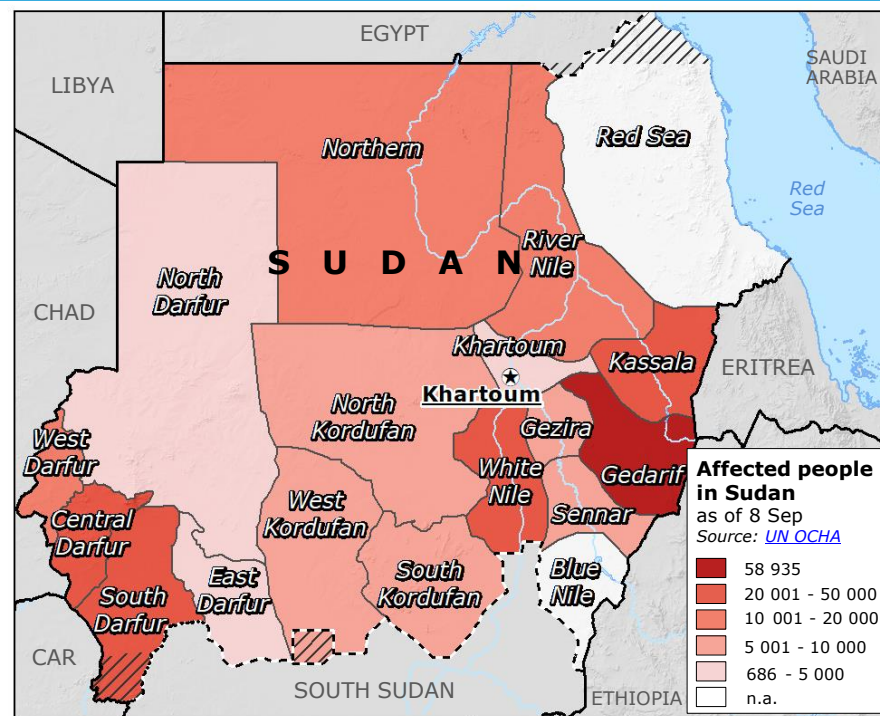 EGYPT
LIBYA
SAUDI
ARABIA
Northern
Red Sea
Red
Sea
River
Nile
SUDAN
North
Darfur
CHAD
Khartoum
Kassala
ERITREA
Khartoum
North
Kordufan
Gezira
West
Darfur
White
Nile
Gedarif
Central
Darfur
West
Kordufan
Sennar
South
Darfur
East
Darfur
South
Kordufan
Blue
Nile
CAR
SOUTH SUDAN
ETHIOPIA
Affected people
in Sudan
as of 8 Sep
Source: UN OCHA
58 935
20 001 - 50 000
10 001 - 20 000
5 001 - 10 000
686 - 5 000
n.a.